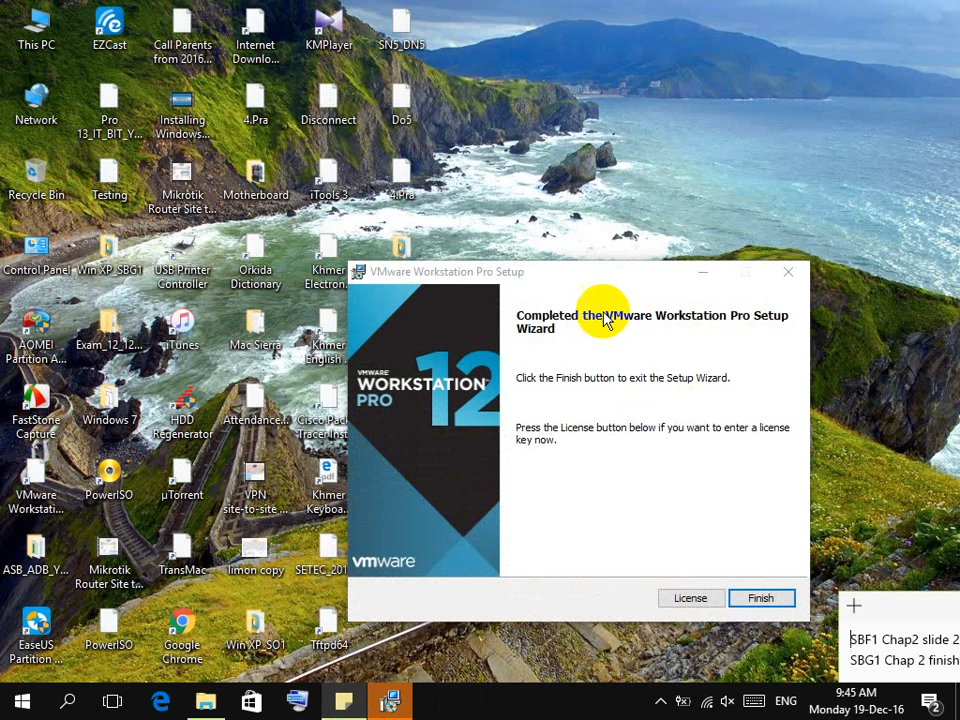 This PC
EZCast
Call Parents
from 2016...
Internet
Downlo...
KMPlayer
SN5_DN5
Network
Pro
13_IT_BIT_Y...
Installing
Windows...
4.Pra
Disconnect
Do5
Recycle Bin
Testing
Mikrotik
Router Site t...
Motherboard
iTools 3
4.Pra
Control Panel
Win XP_SBG1
USB Printer
Controller
Orkida
Dictionary
Khmer
Electron...
AOMEI
Partition A...
Exam_12_12...
iTunes
Mac Sierra
Khmer
English
FastStone
Capture
Windows 7
HDD
Regenerator
Attendance...
Cisco Pack
Tracer Inst
VMware
Workstati...
PowerISO
µTorrent
VPN
site-to-site ...
Khmer
Keyboa...
ASB_ADB_Y...
Mikrotik
Router Site t...
TransMac
limon copy
SETEC_201
EaseUS
Partition ...
PowerISO
Google
Chrome
Win XP_SO1
Tftpd64
VMware Workstation Pro Setup
VMWARE
WORKSTATION
PRO 12
vmware
Completed the VMware Workstation Pro Setup
Wizard
Click the Finish button to exit the Setup Wizard.
Press the License button below if you want to enter a license
key now.
License
Finish
SBF1 Chap2 slide 2
SBG1 Chap 2 finish
ENG
9:45 AM
Monday 19-Dec-16
2